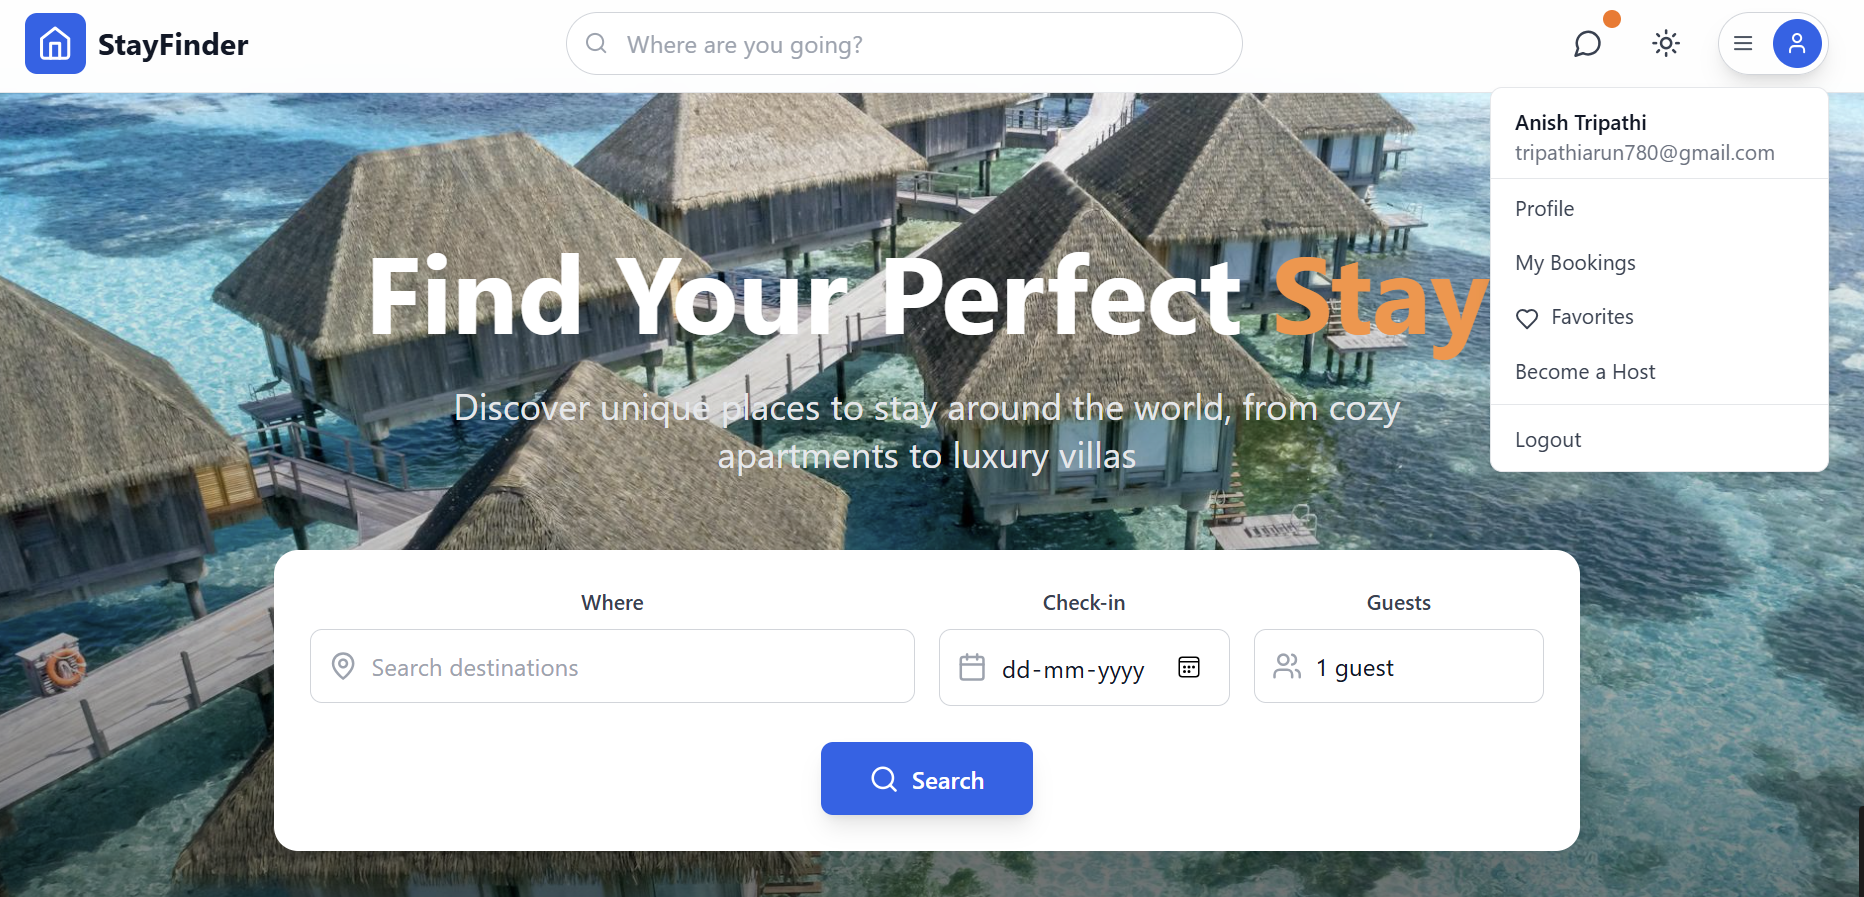 StayFinder
Where are you going?
Anish Tripathi
tripathiarun780@gmail.com
Profile
My Bookings
Favorites
Become a Host
Logout
Find Your Perfect Stay
Discover unique places to stay around the world, from cozy
apartments to luxury villas
Where
Check-in
Guests
Search destinations
dd-mm-yyyy
1 guest
Search